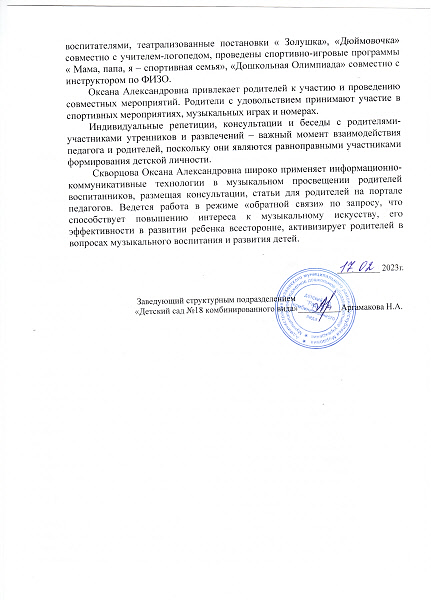 воспитателями, театрализованные постановки « Золушка», «Дюймовочка»
совместно с учителем-логопедом, проведены спортивно-игровые программы
« Мама, папа, я – спортивная семья», «Дошкольная Олимпиада» совместно с
инструктором по ФИЗО.
Оксана Александровна привлекает родителей к участию и проведению
совместных мероприятий. Родители с удовольствием принимают участие в
спортивных мероприятиях, музыкальных играх и номерах.
Индивидуальные репетиции, консультации и беседы с родителями-
участниками утренников и развлечений – важный момент взаимодействия
педагога и родителей, поскольку они являются равноправными участниками
формирования детской личности.
Скворцова Оксана Александровна широко применяет информационно-
коммуникативные технологии в музыкальном просвещении родителей
воспитанников, размещая консультации, статьи для родителей на портале
педагогов. Ведется работа в режиме «обратной связи» по запросу, что
способствует повышению интереса к музыкальному искусству, его
эффективности в развитии ребенка всесторонне, активизирует родителей в
вопросах музыкального воспитания и развития детей.
17.02 2023г.
Заведующий структурным подразделением
«Детский сад №18 комбинированного вида» Аргамакова Н.А.